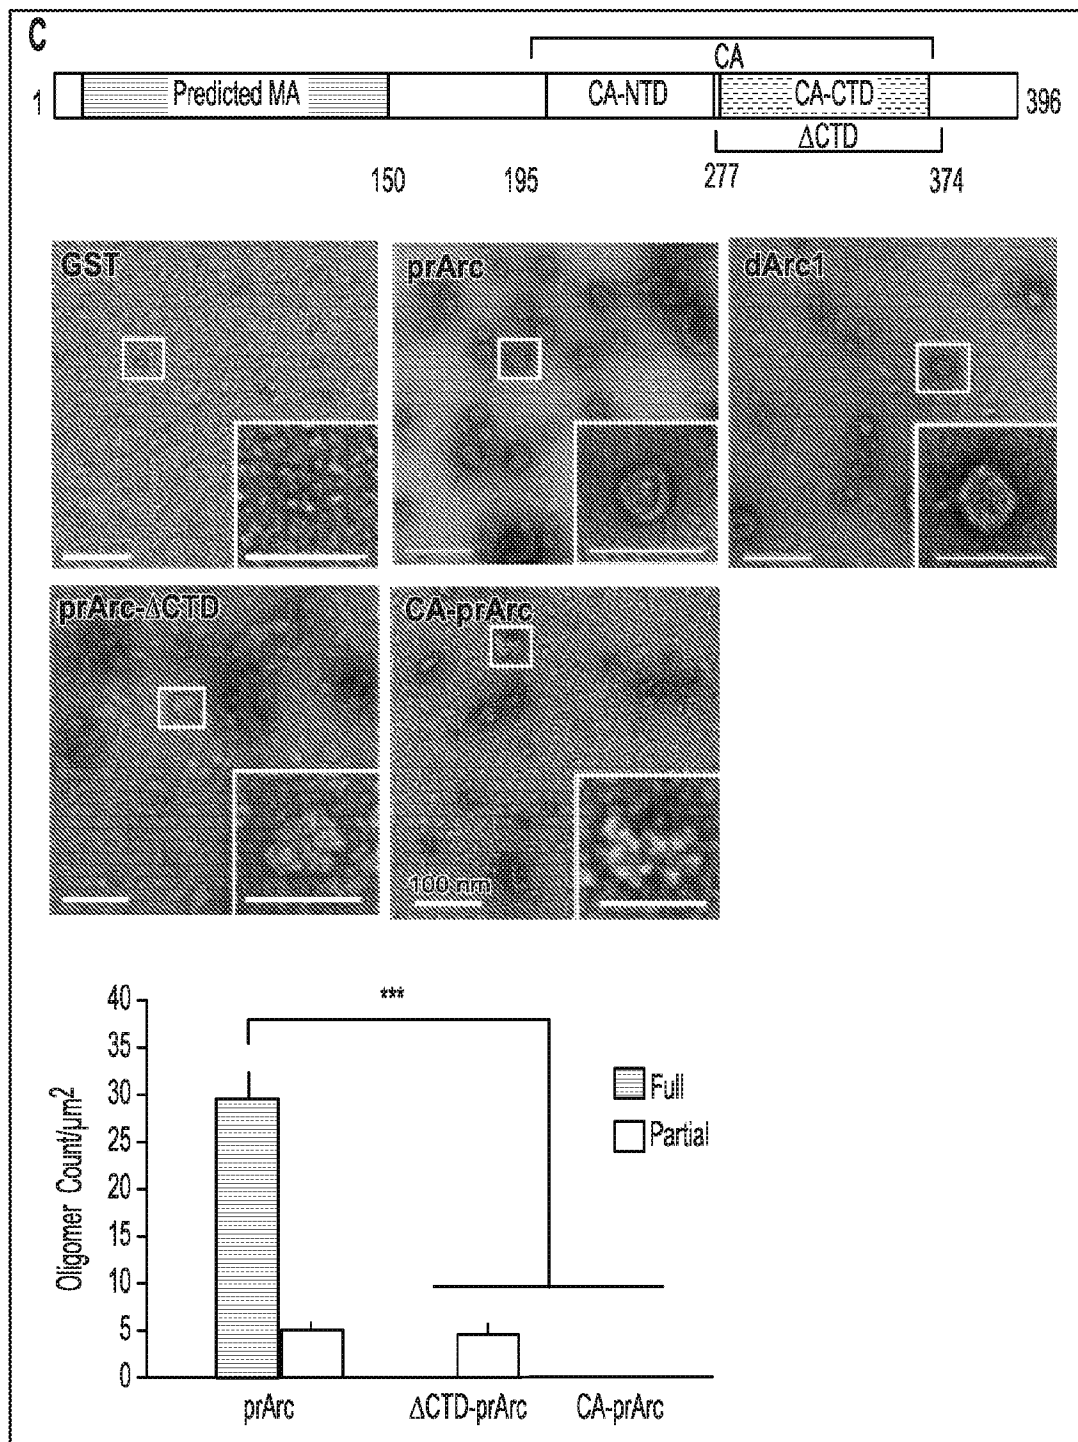 C
CA
1 Predicted MA CA-NTD CA-CTD 396
ΔCTD
150 195 277 374
GST prArc dArc1
prArc-ΔCTD CA-prArc
100 nm
***
40
35
30
25
20
15
10
5
0
Oligomer Count/μm²
Full
Partial
prArc ΔCTD-prArc CA-prArc